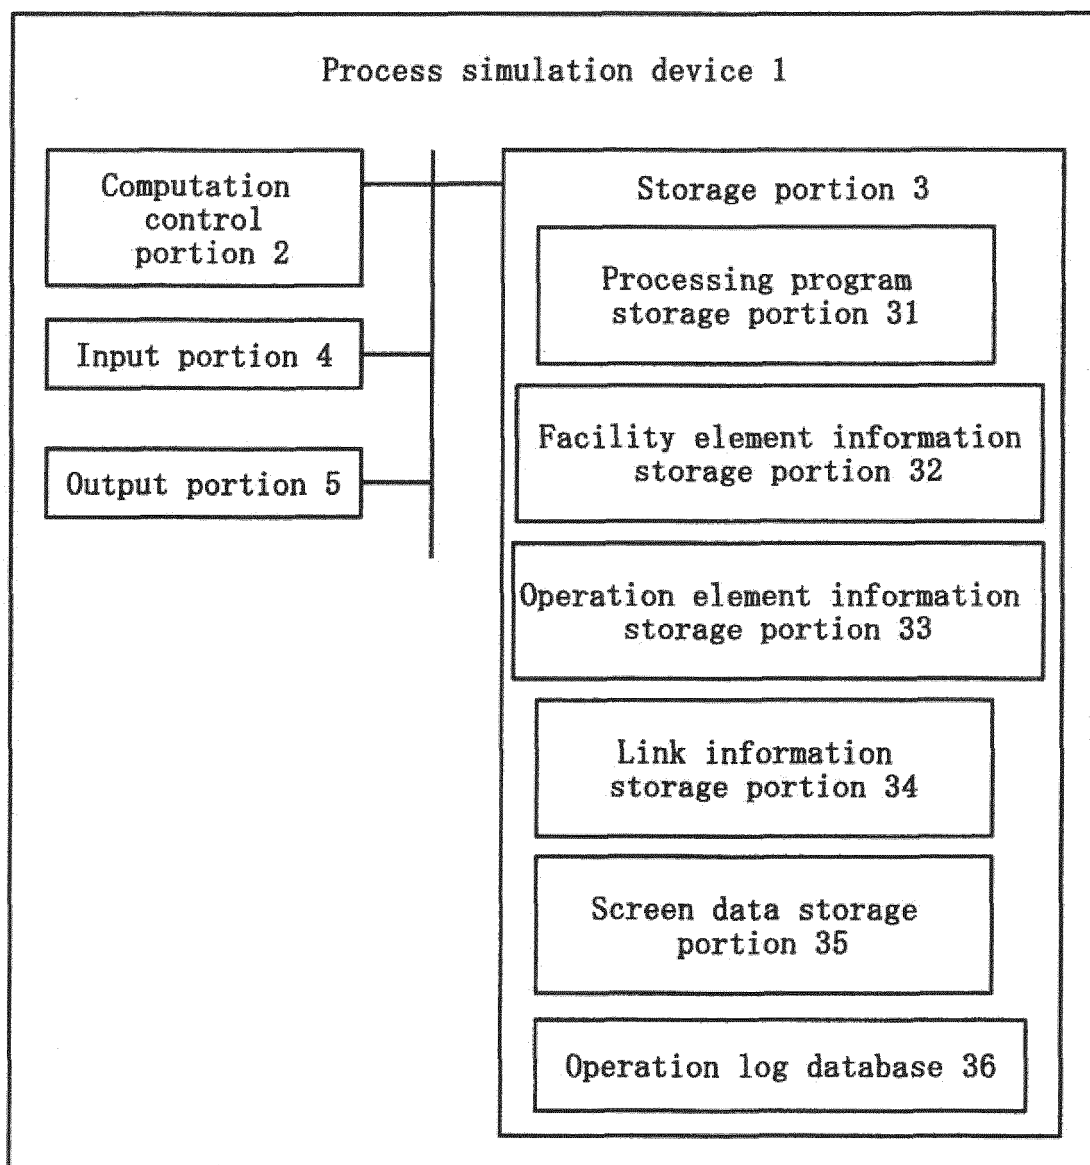 Process simulation device 1
Computation
control
portion 2
Input portion 4
Output portion 5
Storage portion 3
Processing program
storage portion 31
Facility element information
storage portion 32
Operation element information
storage portion 33
Link information
storage portion 34
Screen data storage
portion 35
Operation log database 36